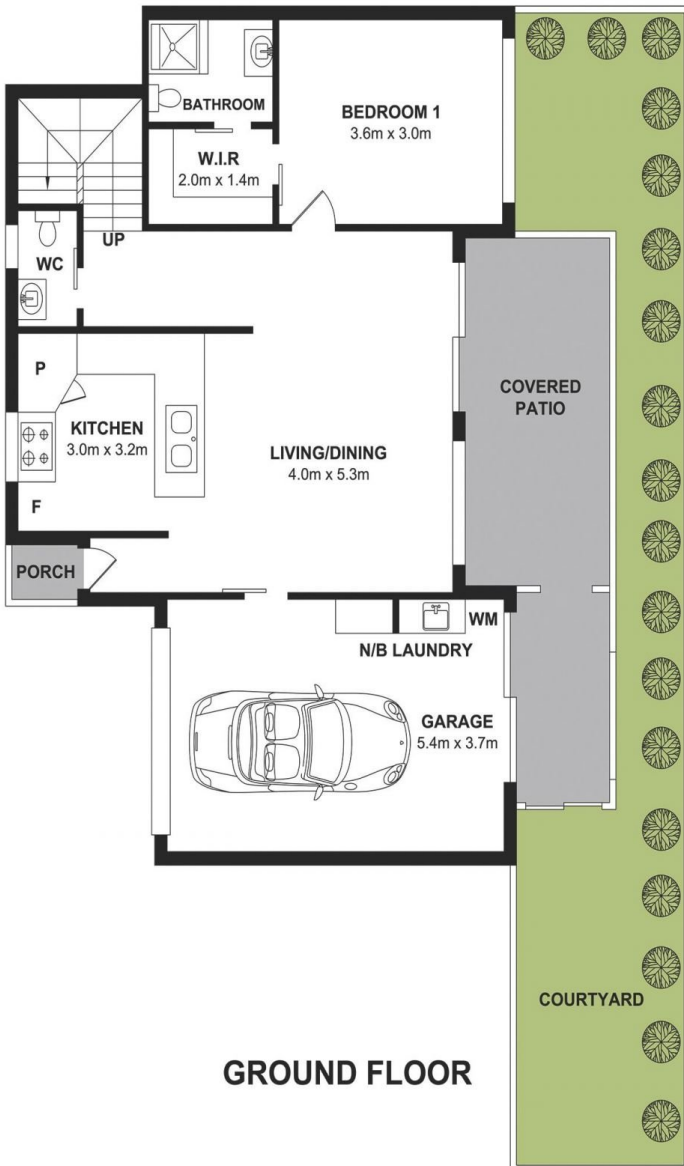 BATHROOM
BEDROOM 1
3.6m x 3.0m
W.I.R
2.0m x 1.4m
UP
WC
P
KITCHEN
3.0m x 3.2m
F
LIVING/DINING
4.0m x 5.3m
COVERED
PATIO
PORCH
WM
N/B LAUNDRY
GARAGE
5.4m x 3.7m
COURTYARD
GROUND FLOOR